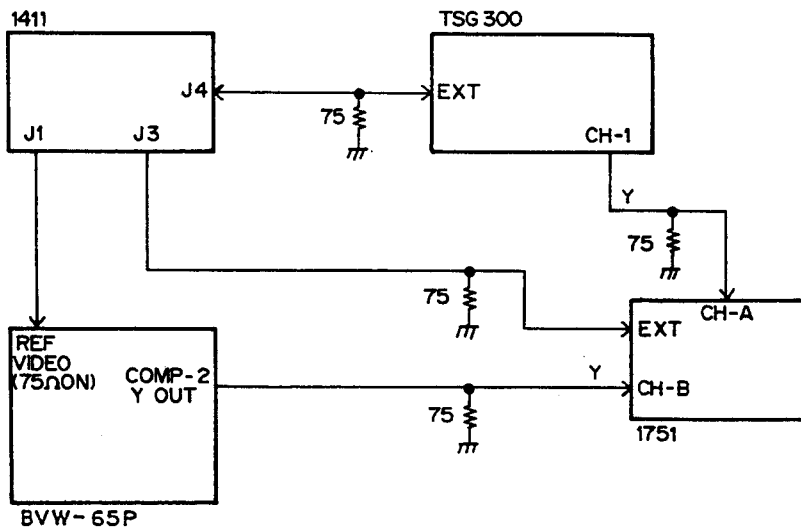 1411
TSG 300
J4
EXT
75
J1
J3
CH-1
Y
75
75
CH-A
EXT
REF
VIDEO
(75ΩON)
COMP-2
Y OUT
Y
CH-B
75
1751
BVW-65P